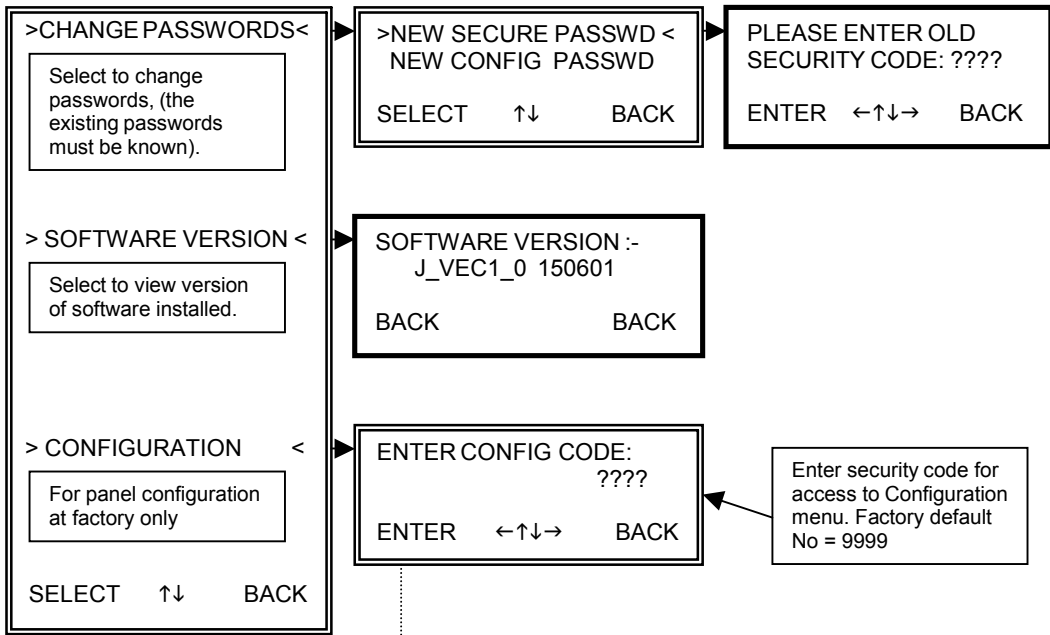 >CHANGE PASSWORDS<
Select to change
passwords, (the
existing passwords
must be known).
>NEW SECURE PASSWD <
NEW CONFIG PASSWD
SELECT ↑↓ BACK
PLEASE ENTER OLD
SECURITY CODE: ????
ENTER ←↑↓→ BACK
> SOFTWARE VERSION <
Select to view version
of software installed.
SOFTWARE VERSION :-
J_VEC1_0 150601
BACK BACK
> CONFIGURATION <
For panel configuration
at factory only
SELECT ↑↓ BACK
ENTER CONFIG CODE:
????
ENTER ←↑↓→ BACK
Enter security code for
access to Configuration
menu. Factory default
No = 9999